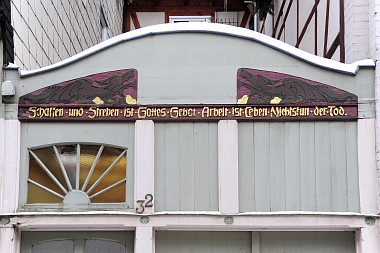 Schaffen · und · Streben · ist · Gottes · Gebot · Arbeit · ist · Leben · Nichtstun · der · Tod.
32